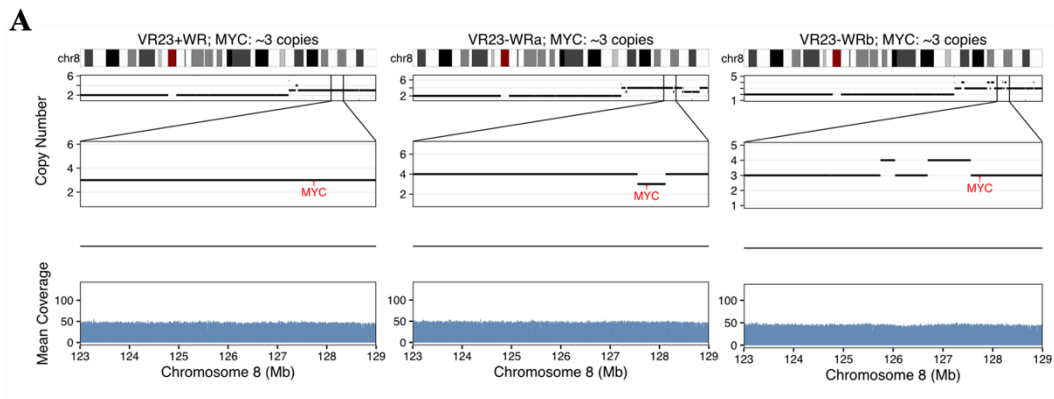 A
VR23+WR; MYC: ~3 copies
VR23-WRa; MYC: ~3 copies
VR23-WRb; MYC: ~3 copies
chr8
chr8
chr8
6
4
2
6
4
2
5
3
1
Copy Number
6
4
2
MYC
6
4
2
MYC
5
4
3
2
1
MYC
Mean Coverage
100
50
0
100
50
0
100
50
0
123 124 125 126 127 128 129
123 124 125 126 127 128 129
123 124 125 126 127 128 129
Chromosome 8 (Mb)
Chromosome 8 (Mb)
Chromosome 8 (Mb)